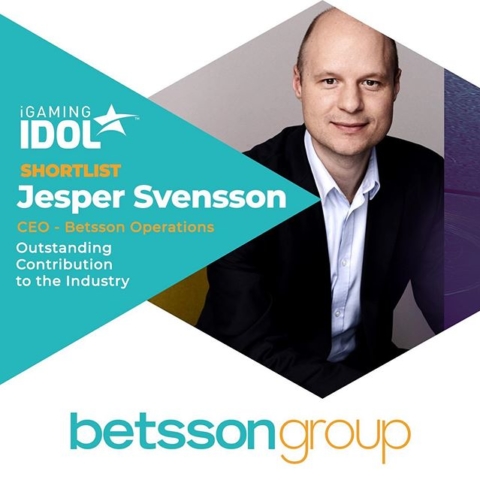 iGAMING
IDOL
SHORTLIST
Jesper Svensson
CEO - Betsson Operations
Outstanding
Contribution
to the Industry
betssongroup